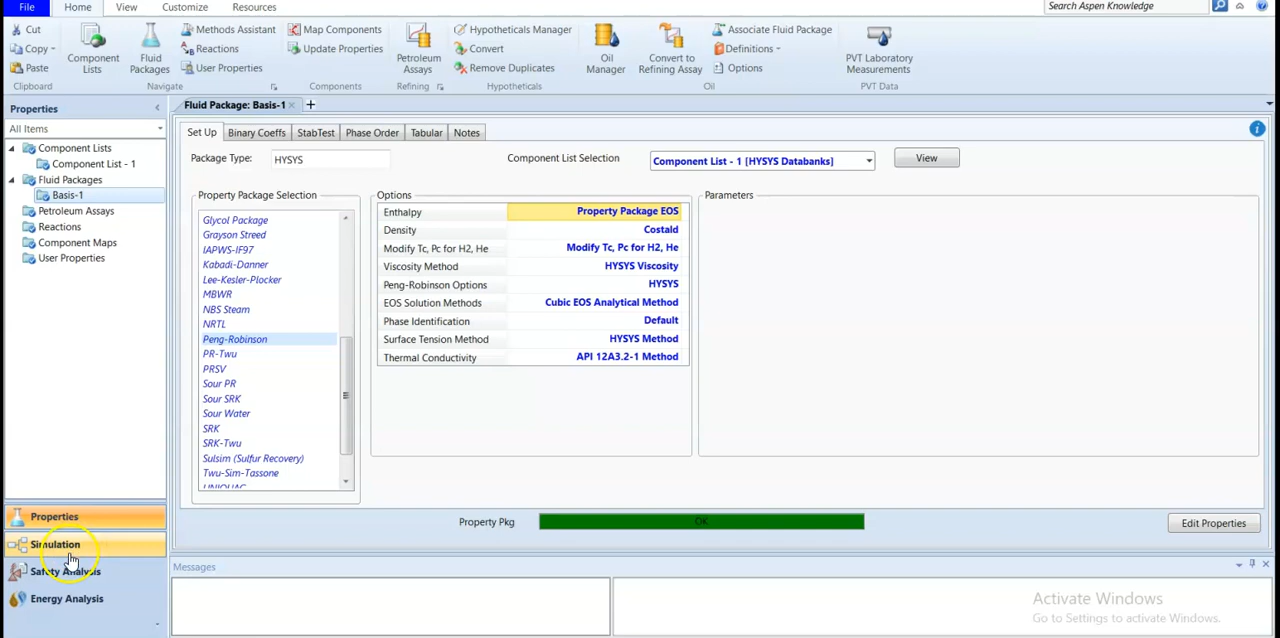 File Home View Customize Resources Search Aspen Knowledge
Cut
Copy
Paste
Clipboard
Component Lists
Fluid Packages
Methods Assistant
Reactions
User Properties
Navigate
Map Components
Update Properties
Components
Petroleum Assays
Refining
Hypotheticals Manager
Convert
Remove Duplicates
Hypotheticals
Oil Manager
Convert to Refining Assay
Associate Fluid Package
Definitions
Options
Oil
PVT Laboratory Measurements
PVT Data
Properties
All Items
Component Lists
Component List - 1
Fluid Packages
Basis-1
Petroleum Assays
Reactions
Component Maps
User Properties
Properties
Simulation
Safety Analysis
Energy Analysis
Fluid Package: Basis-1
Set Up Binary Coeffs StabTest Phase Order Tabular Notes
Package Type: HYSYS Component List Selection Component List - 1 [HYSYS Databanks] View
Property Package Selection
Glycol Package
Grayson Streed
IAPWS-IF97
Kabadi-Danner
Lee-Kesler-Plocker
MBWR
NBS Steam
NRTL
Peng-Robinson
PR-Twu
PRSV
Sour PR
Sour SRK
Sour Water
SRK
SRK-Twu
Sulsim (Sulfur Recovery)
Twu-Sim-Tassone
UNIQUAC
Options
Enthalpy Property Package EOS
Density Costald
Modify Tc, Pc for H2, He Modify Tc, Pc for H2, He
Viscosity Method HYSYS Viscosity
Peng-Robinson Options HYSYS
EOS Solution Methods Cubic EOS Analytical Method
Phase Identification Default
Surface Tension Method HYSYS Method
Thermal Conductivity API 12A3.2-1 Method
Parameters
Property Pkg OK Edit Properties
Messages
Activate Windows
Go to Settings to activate Windows.